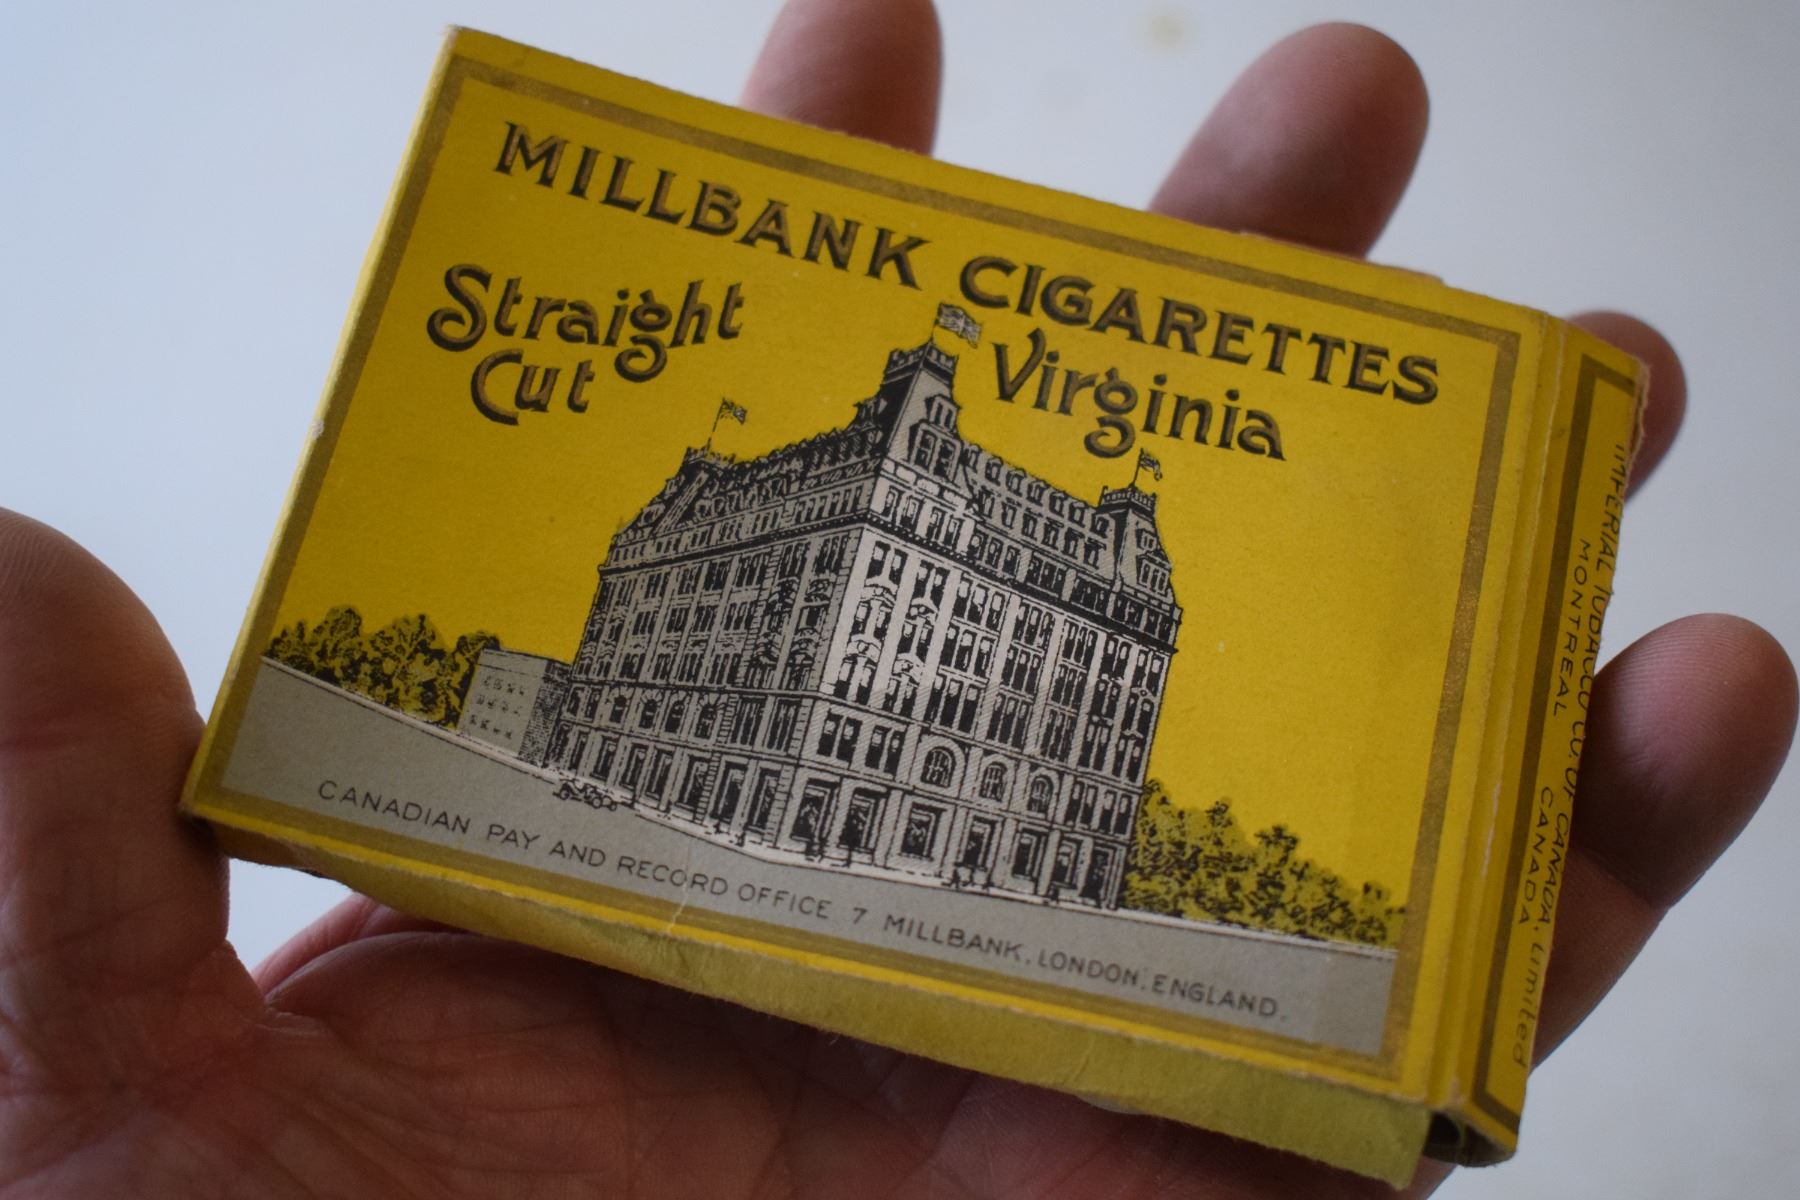 MILLBANK CIGARETTES
Straight
Cut
Virginia
CANADIAN PAY AND RECORD OFFICE 7 MILLBANK, LONDON, ENGLAND.
IMPERIAL TOBACCO CO. OF CANADA, Limited
MONTREAL CANADA